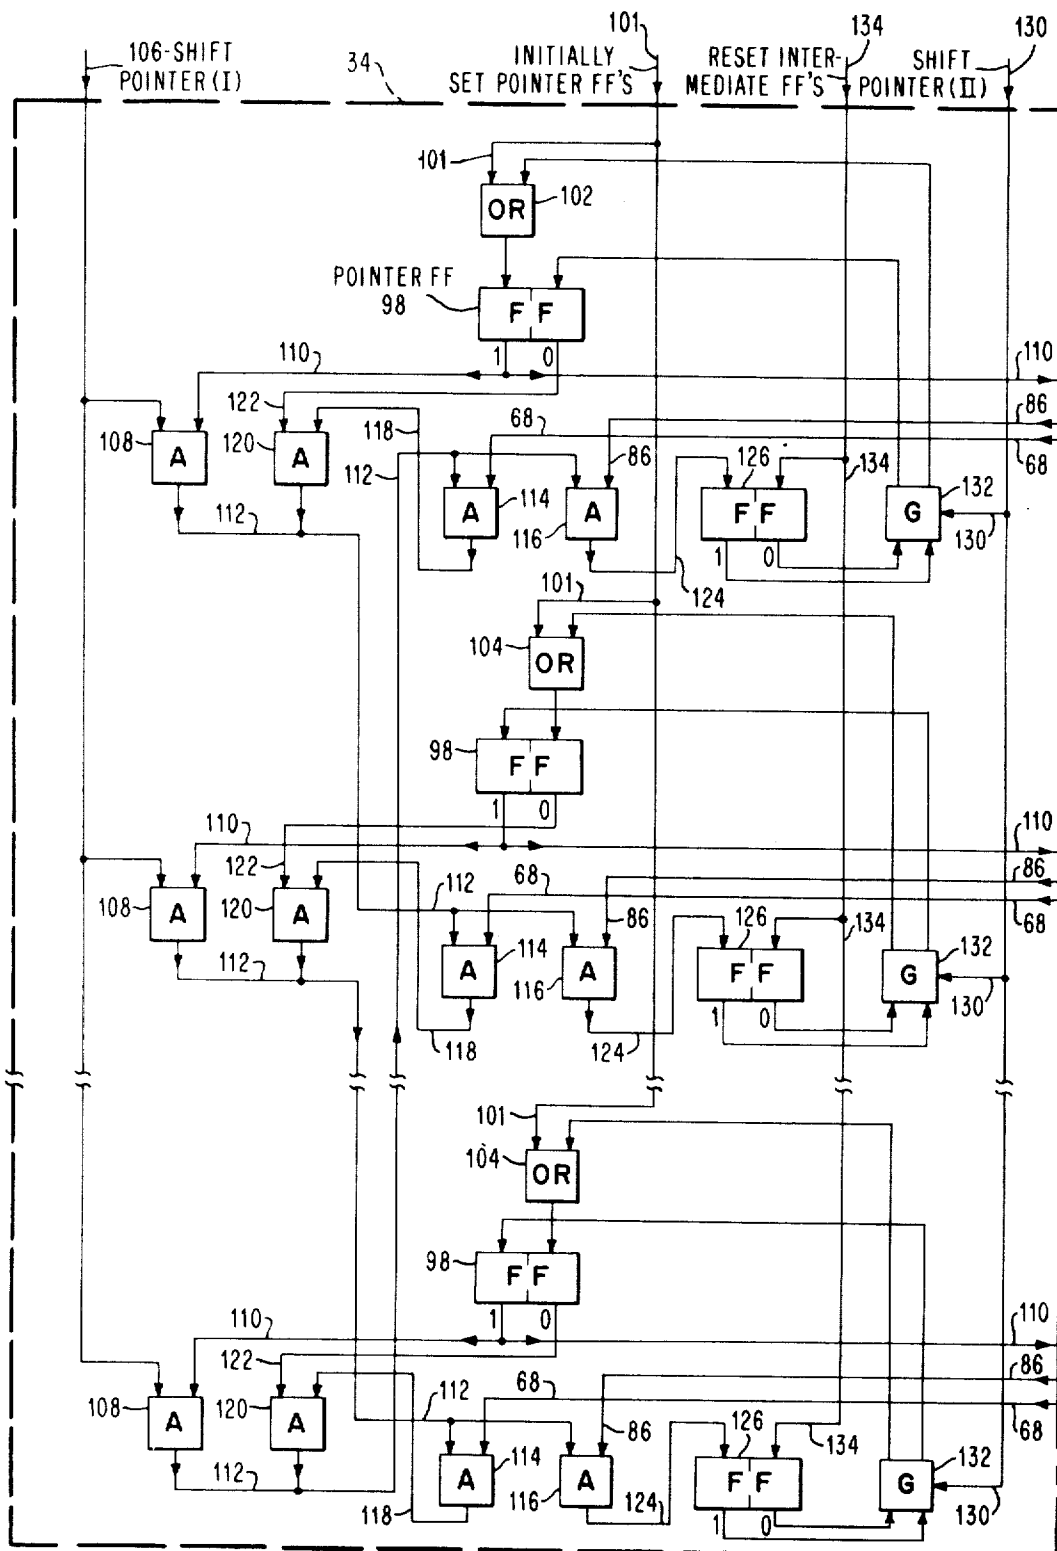 106-SHIFT
POINTER(I)
34
INITIALLY
SET POINTER FF'S
101
RESET INTER-
MEDIATE FF'S
134
SHIFT
POINTER(II)
130
101
OR
102
POINTER FF
98
F F
1 0
110
110
122
118
68
86
86
68
108
A
120
A
112
112
A
114
116
A
126
F F
1 0
134
G
132
130
124
101
104
OR
98
F F
1 0
110
110
122
68
86
86
68
108
A
120
A
112
112
A
114
116
A
126
F F
1 0
134
G
132
130
118
124
101
104
OR
98
F F
1 0
110
110
122
68
86
86
68
108
A
120
A
112
112
A
114
116
A
126
F F
1 0
134
G
132
130
118
124